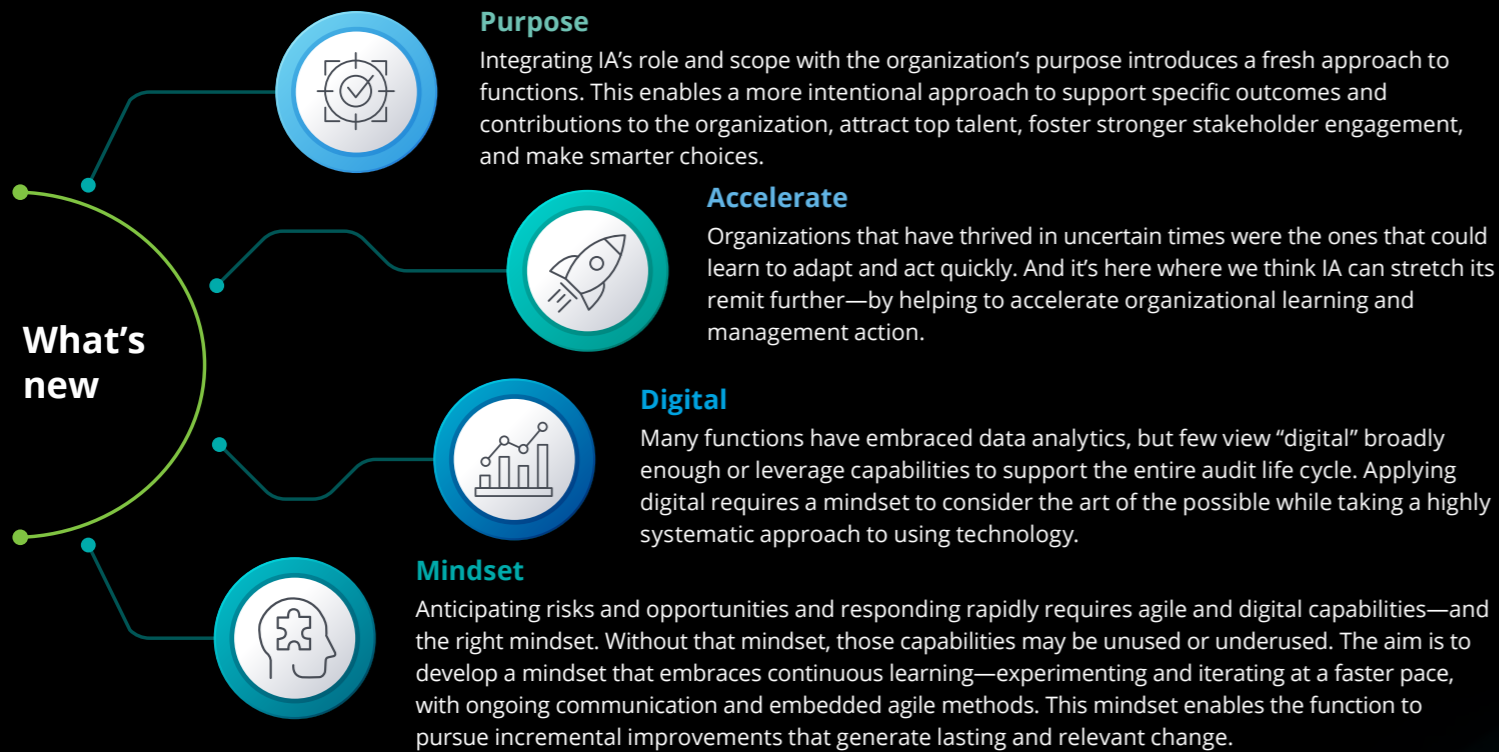 Purpose
Integrating IA’s role and scope with the organization’s purpose introduces a fresh approach to
functions. This enables a more intentional approach to support specific outcomes and
contributions to the organization, attract top talent, foster stronger stakeholder engagement,
and make smarter choices.
Accelerate
Organizations that have thrived in uncertain times were the ones that could
learn to adapt and act quickly. And it’s here where we think IA can stretch its
remit further—by helping to accelerate organizational learning and
management action.
What’s
new
Digital
Many functions have embraced data analytics, but few view “digital” broadly
enough or leverage capabilities to support the entire audit life cycle. Applying
digital requires a mindset to consider the art of the possible while taking a highly
systematic approach to using technology.
Mindset
Anticipating risks and opportunities and responding rapidly requires agile and digital capabilities—and
the right mindset. Without that mindset, those capabilities may be unused or underused. The aim is to
develop a mindset that embraces continuous learning—experimenting and iterating at a faster pace,
with ongoing communication and embedded agile methods. This mindset enables the function to
pursue incremental improvements that generate lasting and relevant change.